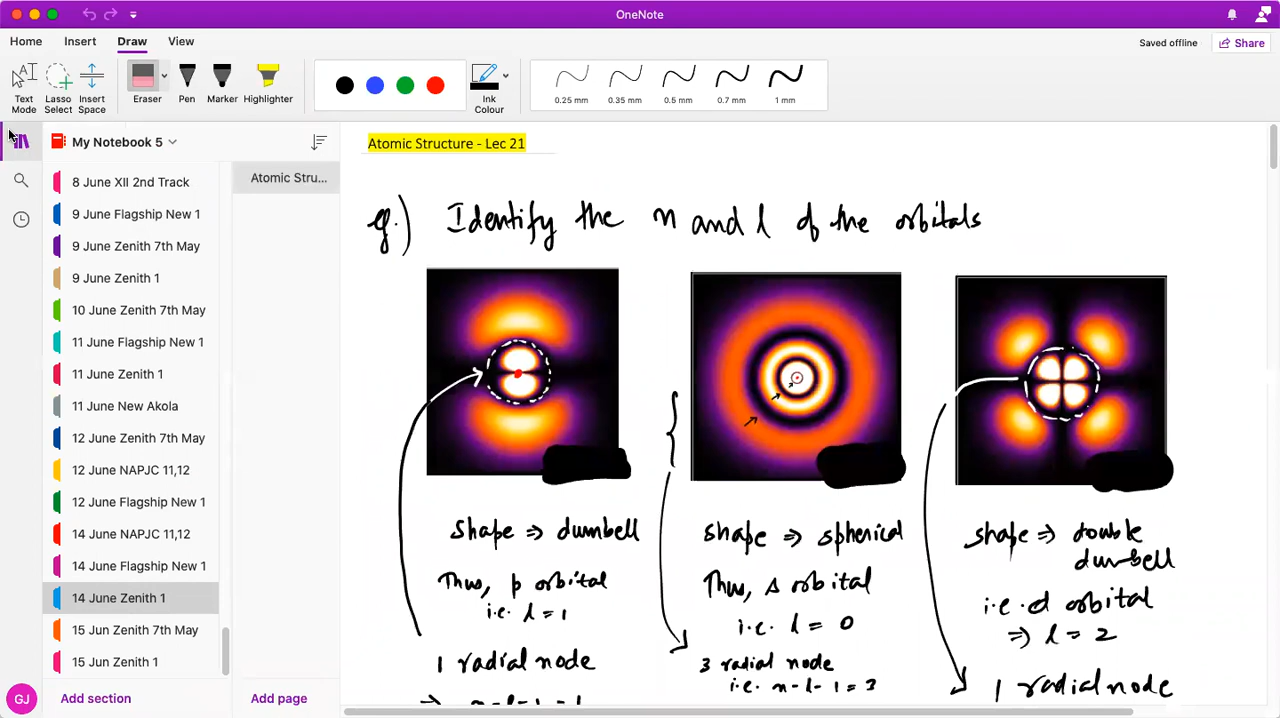 OneNote
Home Insert Draw View
Saved offline
Share
Text Mode
Lasso Select
Insert Space
Eraser
Pen
Marker
Highlighter
Ink Colour
0.25 mm 0.35 mm 0.5 mm 0.7 mm 1 mm
My Notebook 5
8 June XII 2nd Track
9 June Flagship New 1
9 June Zenith 7th May
9 June Zenith 1
10 June Zenith 7th May
11 June Flagship New 1
11 June Zenith 1
11 June New Akola
12 June Zenith 7th May
12 June NAPJC 11,12
12 June Flagship New 1
14 June NAPJC 11,12
14 June Flagship New 1
14 June Zenith 1
15 Jun Zenith 7th May
15 Jun Zenith 1
GJ
Add section
Atomic Stru...
Add page
Atomic Structure - Lec 21
eg.) Identify the n and l of the orbitals
shape ⇒ dumbell
Thus, p orbital
i.e. l = 1
1 radial node
⇒ n-l-1 = 1
shape ⇒ spherical
Thus, s orbital
i.e. l = 0
3 radial node
i.e. n-l-1 = 3
shape ⇒ double
dumbell
i.e. d orbital
⇒ l = 2
1 radial node